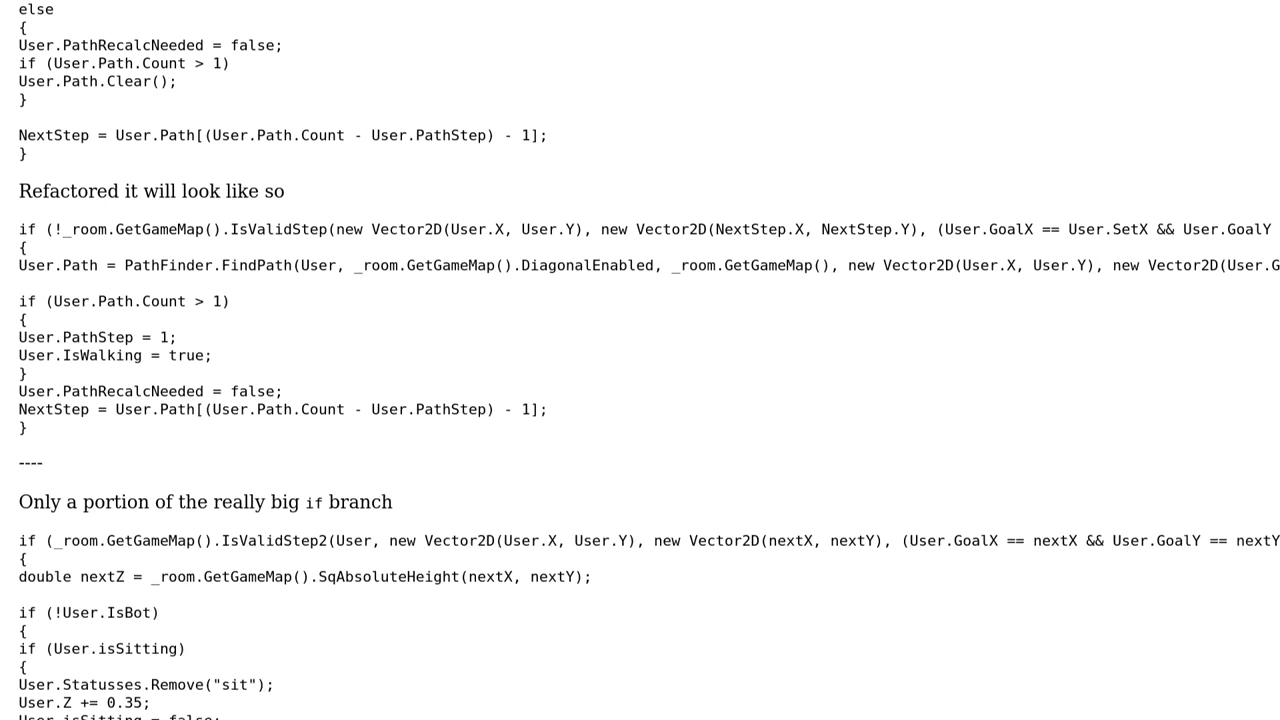 else
{
User.PathRecalcNeeded = false;
if (User.Path.Count > 1)
User.Path.Clear();
}
NextStep = User.Path[(User.Path.Count - User.PathStep) - 1];
}
Refactored it will look like so
if (!_room.GetGameMap().IsValidStep(new Vector2D(User.X, User.Y), new Vector2D(NextStep.X, NextStep.Y), (User.GoalX == User.SetX && User.GoalY
{
User.Path = PathFinder.FindPath(User, _room.GetGameMap().DiagonalEnabled, _room.GetGameMap(), new Vector2D(User.X, User.Y), new Vector2D(User.G
if (User.Path.Count > 1)
{
User.PathStep = 1;
User.IsWalking = true;
}
User.PathRecalcNeeded = false;
NextStep = User.Path[(User.Path.Count - User.PathStep) - 1];
}
----
Only a portion of the really big if branch
if (_room.GetGameMap().IsValidStep2(User, new Vector2D(User.X, User.Y), new Vector2D(nextX, nextY), (User.GoalX == nextX && User.GoalY == nextY
{
double nextZ = _room.GetGameMap().SqAbsoluteHeight(nextX, nextY);
if (!User.IsBot)
{
if (User.isSitting)
{
User.Statusses.Remove("sit");
User.Z += 0.35;
User.isSitting = false;